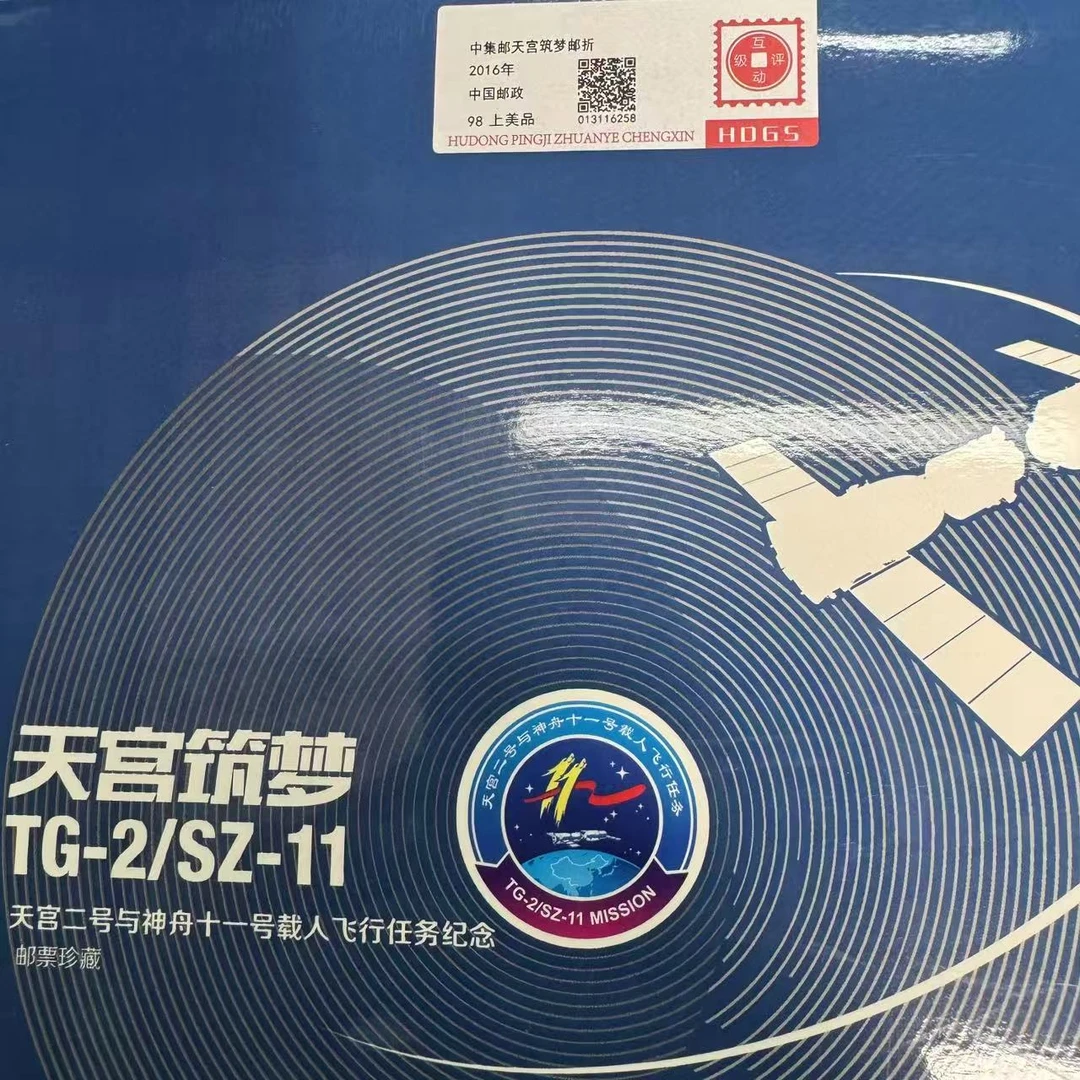 中集邮天宫筑梦邮折
2016年
中国邮政
98 上美品
013116258
HUDONG PINGJI ZHUANYE CHENGXIN
互动评级
HDGS
天宫筑梦
TG-2/SZ-11
天宫二号与神舟十一号载人飞行任务纪念
邮票珍藏
天宫二号与神舟十一号载人飞行任务
TG-2/SZ-11 MISSION